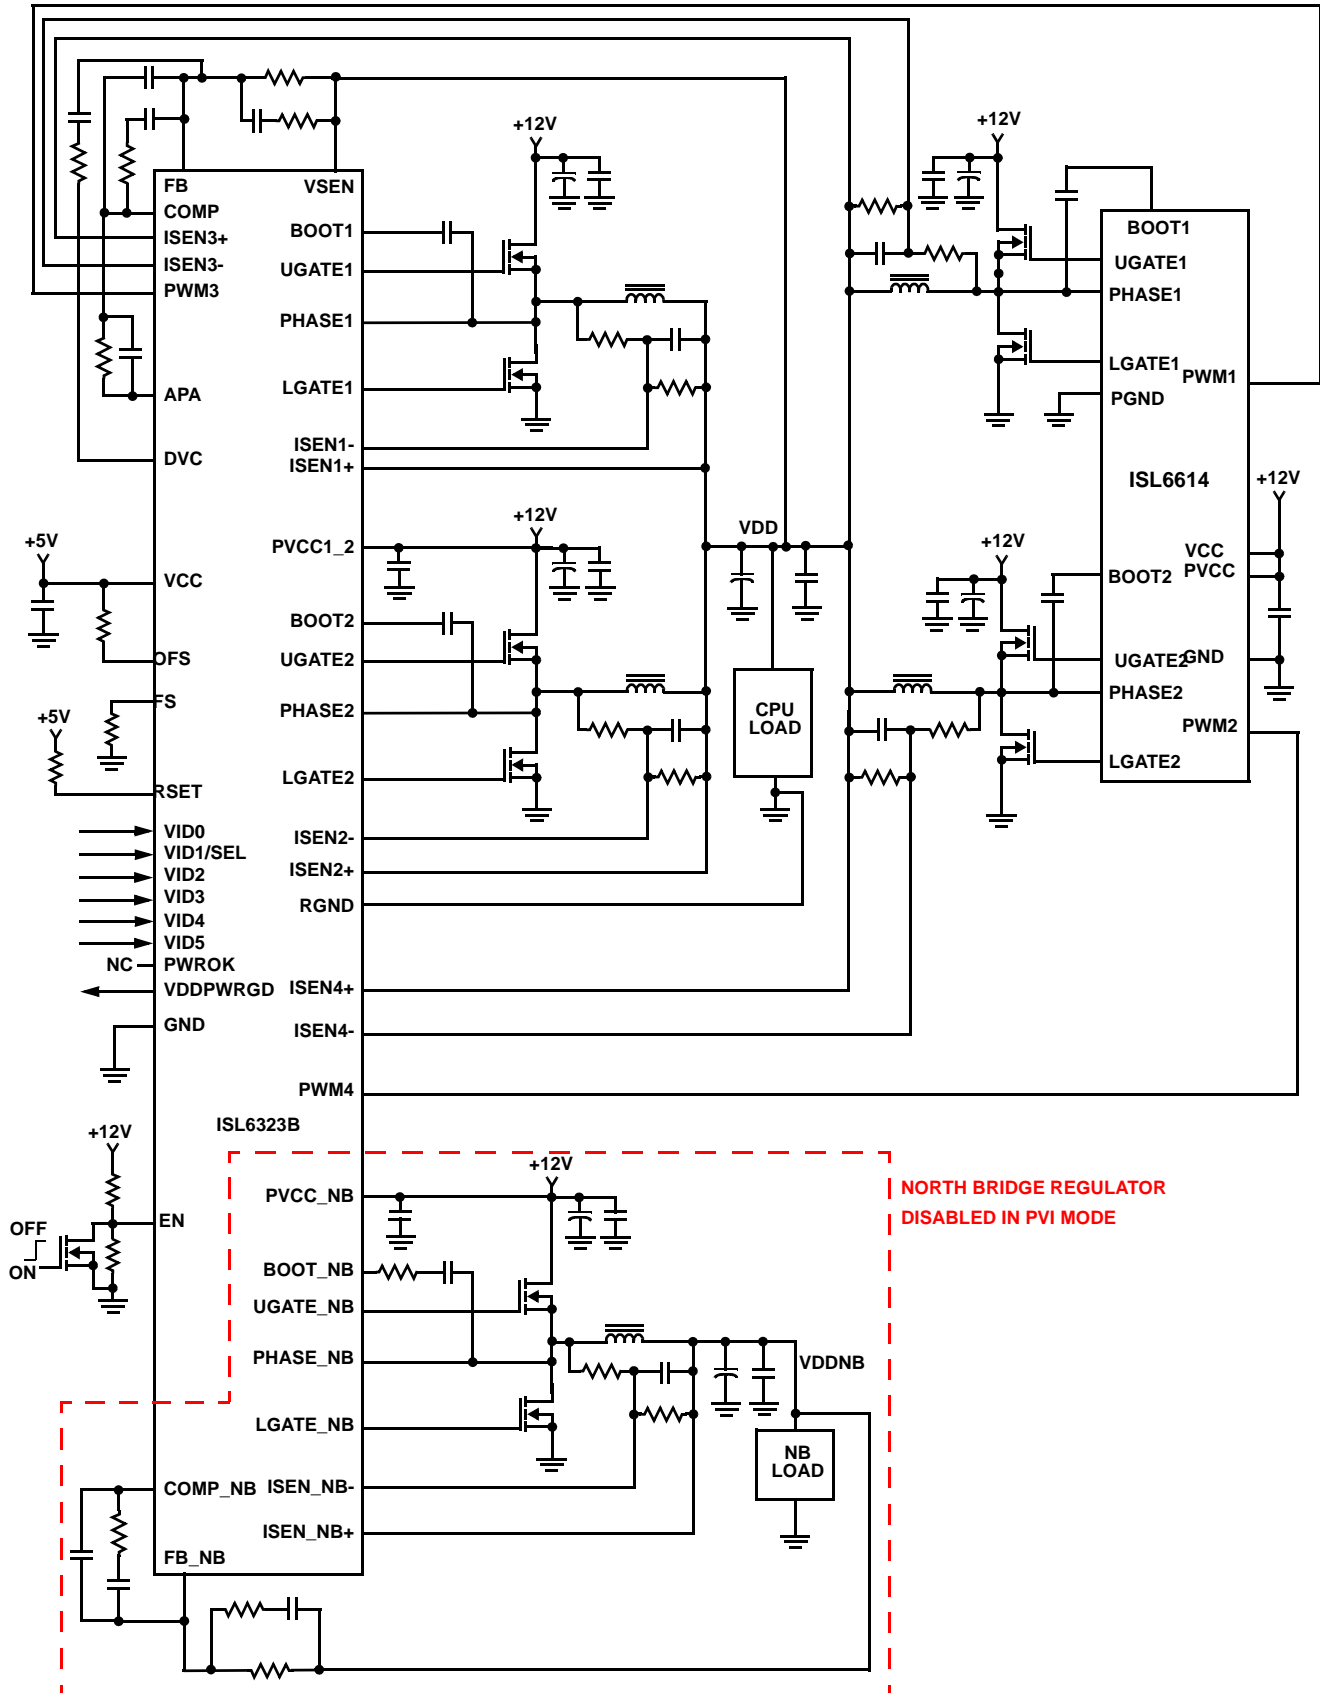 +12V
+12V
FB
VSEN
COMP
ISEN3+
ISEN3-
PWM3
APA
DVC
BOOT1
UGATE1
PHASE1
LGATE1
ISEN1-
ISEN1+
BOOT1
UGATE1
PHASE1
LGATE1
PWM1
PGND
ISL6614
+12V
+5V
VCC
OFS
FS
+5V
RSET
PVCC1_2
+12V
VDD
BOOT2
UGATE2
PHASE2
LGATE2
ISEN2-
ISEN2+
RGND
CPU
LOAD
+12V
VCC
PVCC
BOOT2
UGATE2
GND
PHASE2
PWM2
LGATE2
VID0
VID1/SEL
VID2
VID3
VID4
VID5
NC
PWROK
VDDPWRGD
GND
ISEN4+
ISEN4-
PWM4
ISL6323B
+12V
EN
OFF
ON
+12V
PVCC_NB
BOOT_NB
UGATE_NB
PHASE_NB
LGATE_NB
COMP_NB
ISEN_NB-
ISEN_NB+
FB_NB
VDDNB
NB
LOAD
NORTH BRIDGE REGULATOR
DISABLED IN PVI MODE